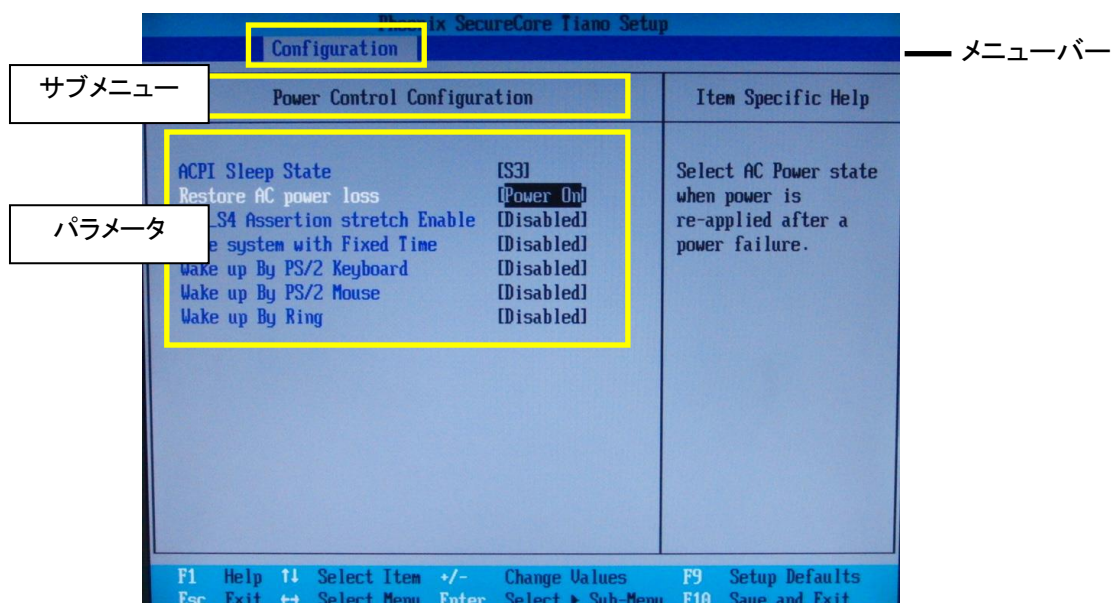 Phoenix SecureCore Tiano Setup
Configuration
メニューバー
サブメニュー
Power Control Configuration
Item Specific Help
ACPI Sleep State [S3]
Restore AC power loss [Power On]
S4 Assertion stretch Enable [Disabled]
system with Fixed Time [Disabled]
Wake up By PS/2 Keyboard [Disabled]
Wake up By PS/2 Mouse [Disabled]
Wake up By Ring [Disabled]
パラメータ
Select AC Power state
when power is
re-applied after a
power failure.
F1 Help ↑↓ Select Item +/- Change Values F9 Setup Defaults
Esc Exit ↔ Select Menu Enter Select ▶ Sub-Menu F10 Save and Exit